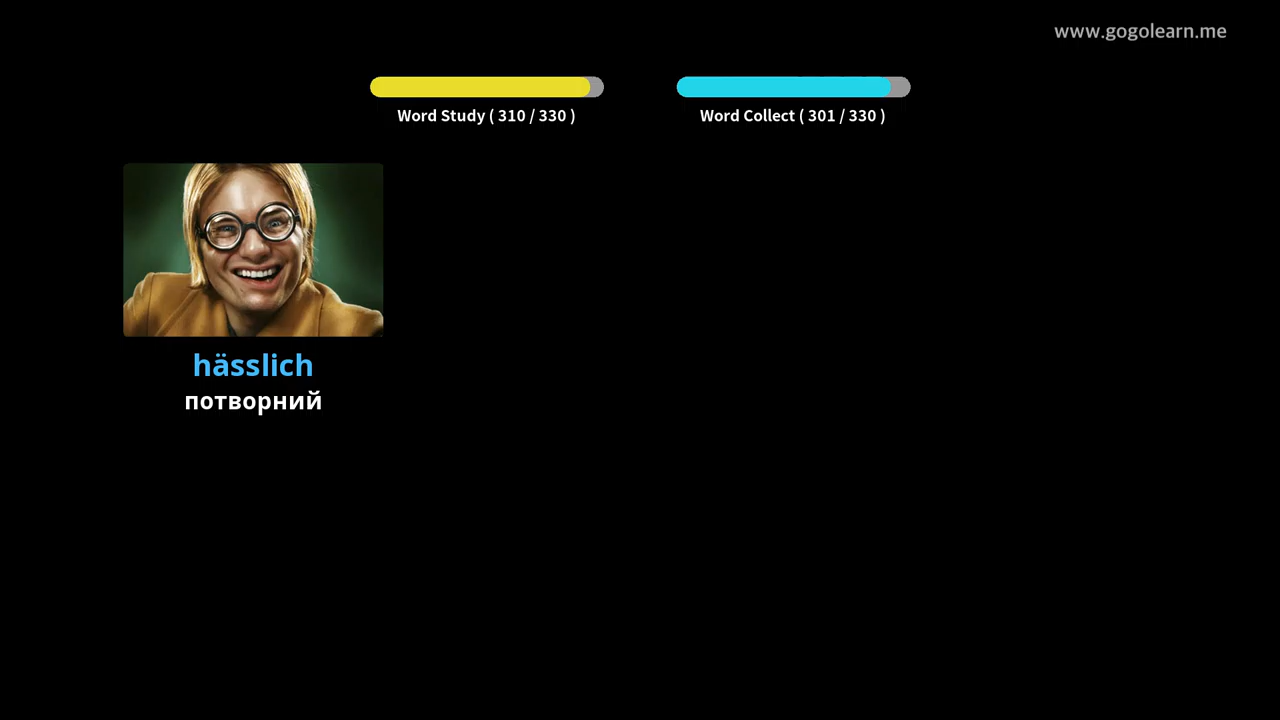 www.gogolearn.me
Word Study ( 310 / 330 )
Word Collect ( 301 / 330 )
hässlich
потворний